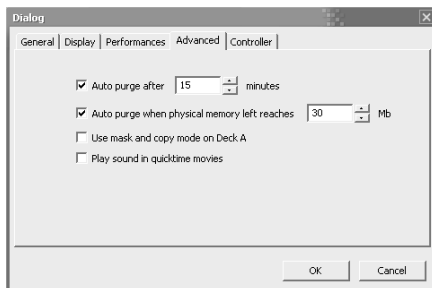 Dialog
General Display Performances Advanced Controller
Auto purge after 15 minutes
Auto purge when physical memory left reaches 30 Mb
Use mask and copy mode on Deck A
Play sound in quicktime movies
OK Cancel